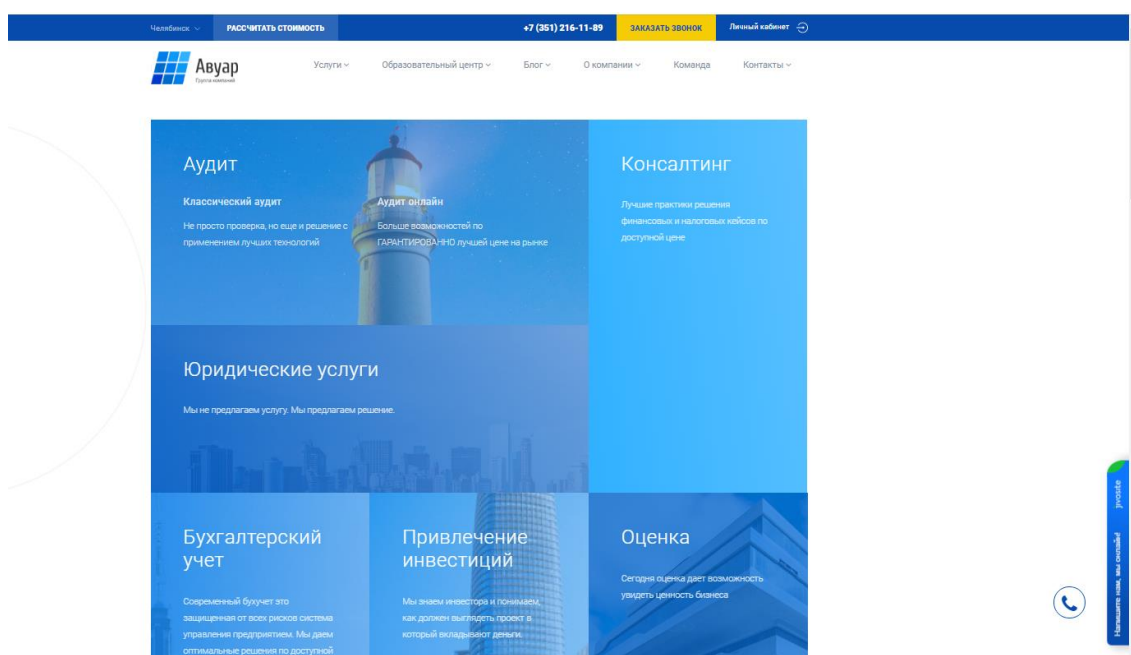 Челябинск
РАССЧИТАТЬ СТОИМОСТЬ
+7 (351) 216-11-89
ЗАКАЗАТЬ ЗВОНОК
Личный кабинет
Авуар
Группа компаний
Услуги
Образовательный центр
Блог
О компании
Команда
Контакты
Аудит
Классический аудит
Не просто проверка, но еще и решение с
применением лучших технологий
Аудит онлайн
Больше возможностей по
ГАРАНТИРОВАННО лучшей цене на рынке
Консалтинг
Лучшие практики решения
финансовых и налоговых кейсов по
доступной цене
Юридические услуги
Мы не предлагаем услугу. Мы предлагаем решение.
Бухгалтерский
учет
Современный бухучет это
защищенная от всех рисков система
управления предприятием. Мы даем
оптимальные решения по доступной
Привлечение
инвестиций
Мы знаем инвестора и понимаем,
как должен выглядеть проект в
который вкладывают деньги.
Оценка
Сегодня оценка дает возможность
увидеть ценность бизнеса
Напишите нам, мы онлайн!
jivosite